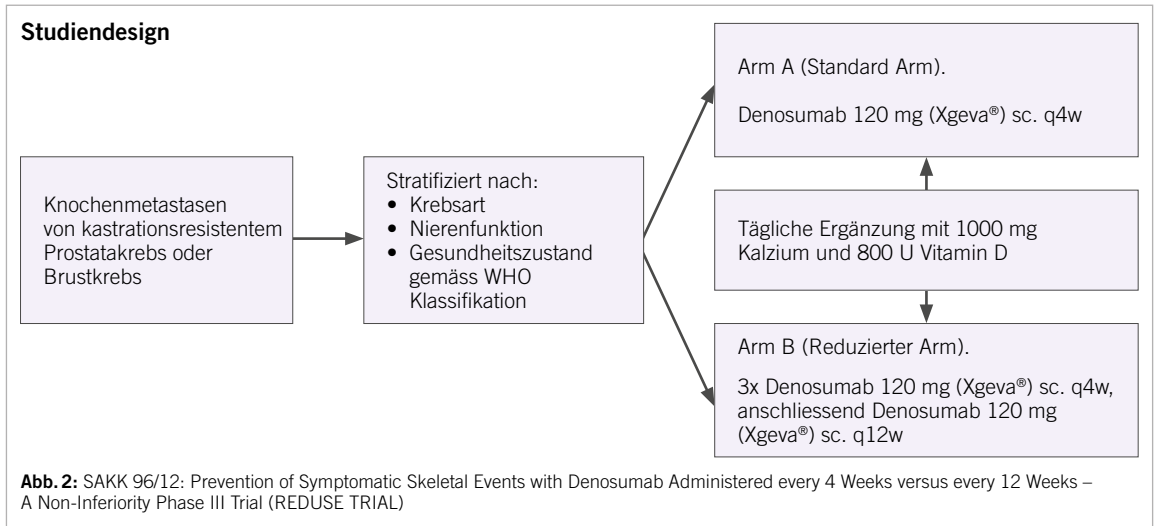 Studiendesign
Knochenmetastasen
von kastrationsresistentem
Prostatakrebs oder
Brustkrebs
Stratifiziert nach:
• Krebsart
• Nierenfunktion
• Gesundheitszustand
gemäss WHO
Klassifikation
Arm A (Standard Arm).
Denosumab 120 mg (Xgeva®) sc. q4w
Tägliche Ergänzung mit 1000 mg
Kalzium und 800 U Vitamin D
Arm B (Reduzierter Arm).
3x Denosumab 120 mg (Xgeva®) sc. q4w,
anschliessend Denosumab 120 mg
(Xgeva®) sc. q12w
Abb. 2: SAKK 96/12: Prevention of Symptomatic Skeletal Events with Denosumab Administered every 4 Weeks versus every 12 Weeks –
A Non-Inferiority Phase III Trial (REDUSE TRIAL)